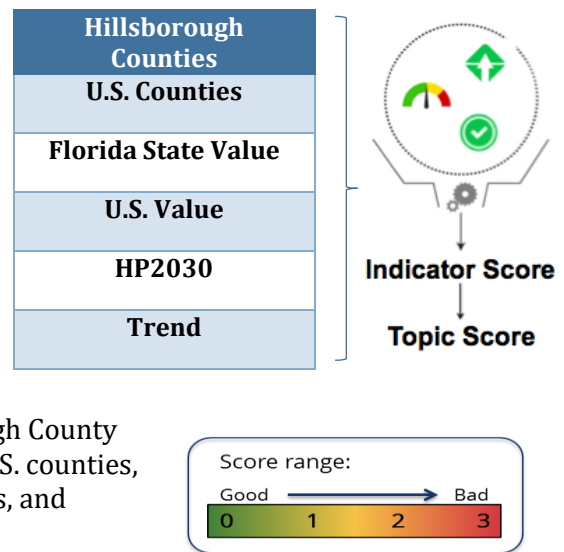 Hillsborough
Counties
U.S. Counties
Florida State Value
U.S. Value
HP2030
Trend
Indicator Score
Topic Score
gh County
S. counties,
s, and
Score range:
Good Bad
0 1 2 3